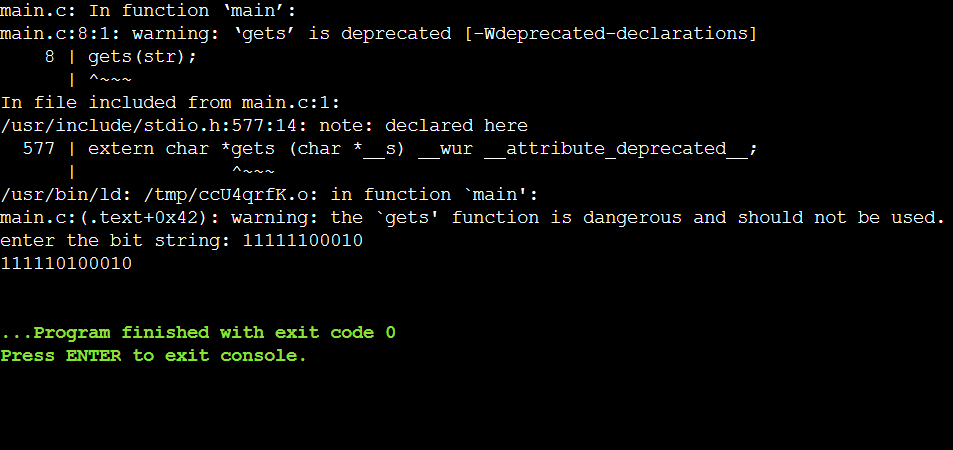 main.c: In function ‘main’:
main.c:8:1: warning: ‘gets’ is deprecated [-Wdeprecated-declarations]
    8 | gets(str);
      | ^~~~
In file included from main.c:1:
/usr/include/stdio.h:577:14: note: declared here
  577 | extern char *gets (char *__s) __wur __attribute_deprecated__;
      |              ^~~~
/usr/bin/ld: /tmp/ccU4qrfK.o: in function `main':
main.c:(.text+0x42): warning: the `gets' function is dangerous and should not be used.
enter the bit string: 11111100010
111110100010
...Program finished with exit code 0
Press ENTER to exit console.